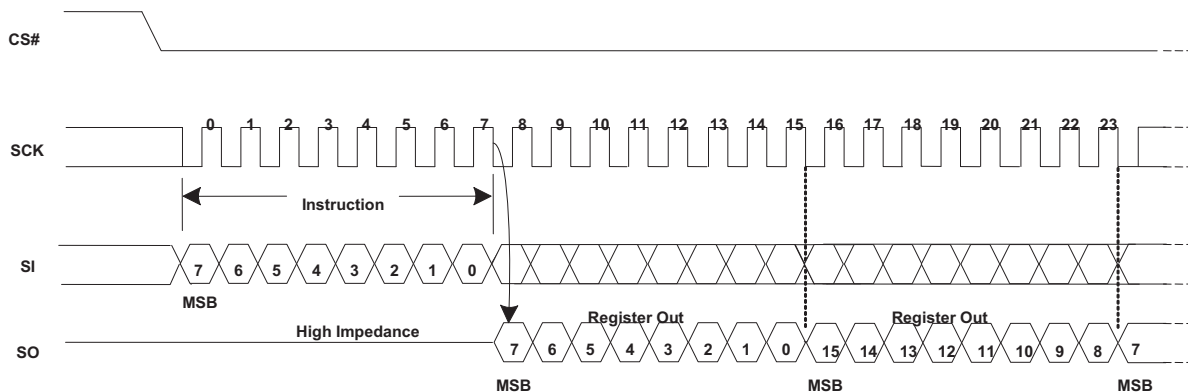 CS#
SCK
0 1 2 3 4 5 6 7 8 9 10 11 12 13 14 15 16 17 18 19 20 21 22 23
Instruction
SI
7 6 5 4 3 2 1 0
MSB
High Impedance
Register Out
Register Out
SO
7 6 5 4 3 2 1 0 15 14 13 12 11 10 9 8 7
MSB MSB MSB